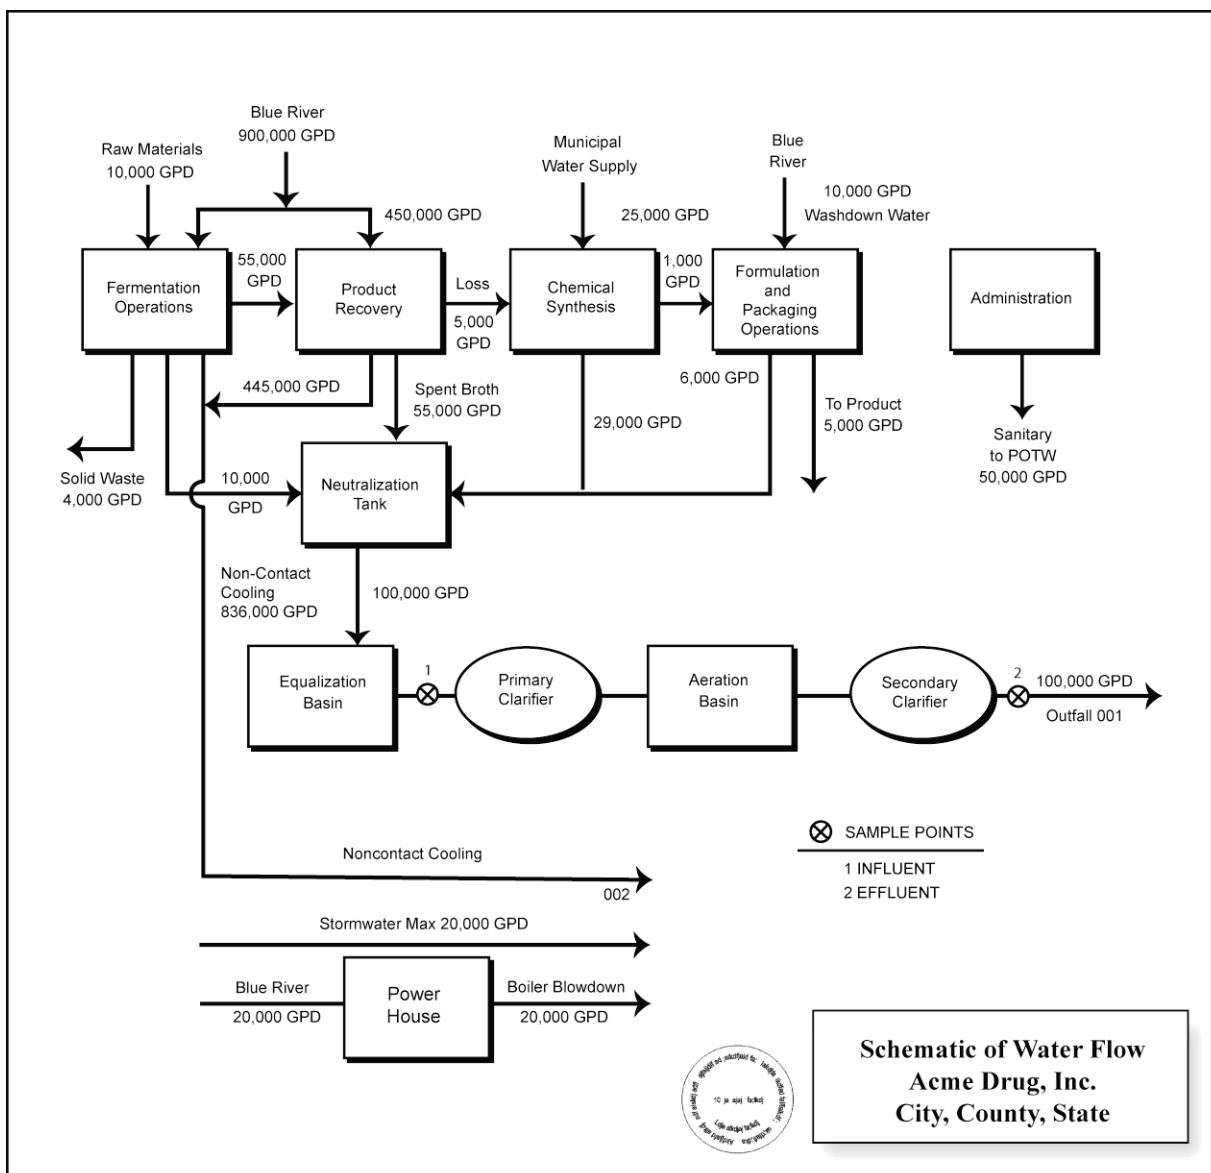 Blue River
900,000 GPD
Raw Materials
10,000 GPD
Municipal
Water Supply
Blue
River
10,000 GPD
Washdown Water
450,000 GPD
25,000 GPD
Fermentation
Operations
55,000
GPD
Product
Recovery
Loss
5,000
GPD
Chemical
Synthesis
1,000
GPD
Formulation
and
Packaging
Operations
Administration
445,000 GPD
Spent Broth
55,000 GPD
29,000 GPD
6,000 GPD
To Product
5,000 GPD
Sanitary
to POTW
50,000 GPD
Solid Waste
4,000 GPD
10,000
GPD
Neutralization
Tank
Non-Contact
Cooling
836,000 GPD
100,000 GPD
Equalization
Basin
1
Primary
Clarifier
Aeration
Basin
Secondary
Clarifier
2
100,000 GPD
Outfall 001
SAMPLE POINTS
1 INFLUENT
2 EFFLUENT
Noncontact Cooling
002
Stormwater Max 20,000 GPD
Blue River
20,000 GPD
Power
House
Boiler Blowdown
20,000 GPD
Schematic of Water Flow
Acme Drug, Inc.
City, County, State